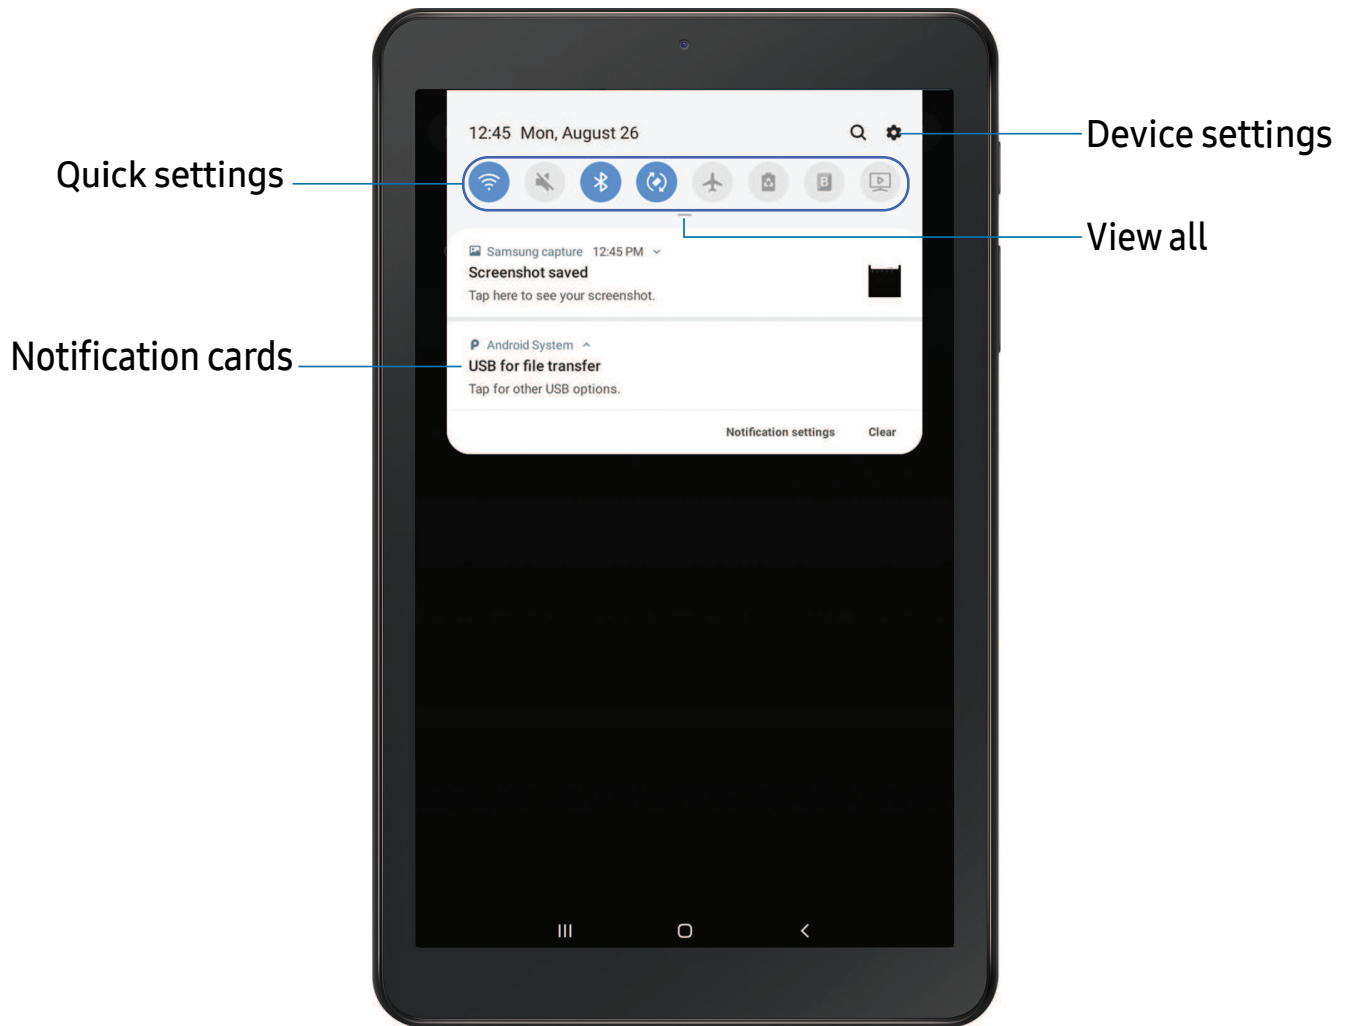 12:45 Mon, August 26
Device settings
Quick settings
View all
Samsung capture 12:45 PM
Screenshot saved
Tap here to see your screenshot.
Notification cards
Android System
USB for file transfer
Tap for other USB options.
Notification settings Clear